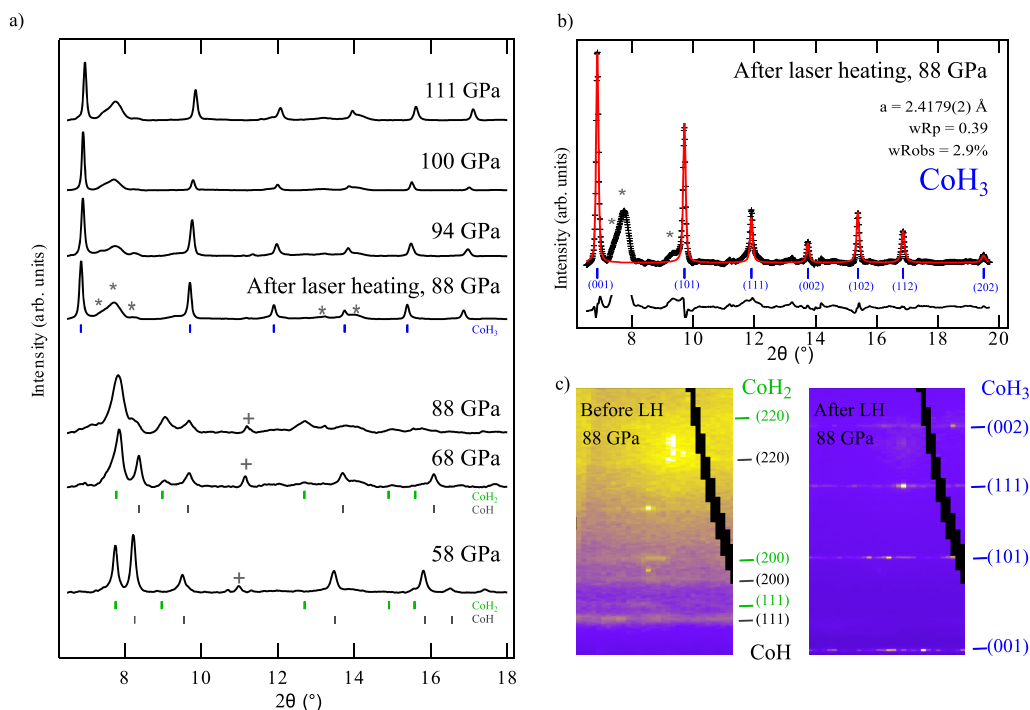 a)
Intensity (arb. units)
111 GPa
100 GPa
94 GPa
After laser heating, 88 GPa
* * * * *
CoH₃
88 GPa
+
68 GPa
+
CoH₂
CoH
58 GPa
+
CoH₂
CoH
8 10 12 14 16 18
2θ (°)
b)
Intensity (arb. units)
After laser heating, 88 GPa
a = 2.4179(2) Å
wRp = 0.39
wRobs = 2.9%
CoH₃
* * *
(001) (101) (111) (002) (102) (112) (202)
8 10 12 14 16 18 20
2θ (°)
c)
Before LH
88 GPa
CoH₂
(220)
(220)
(200)
(200)
(111)
(111)
CoH
After LH
88 GPa
CoH₃
(002)
(111)
(101)
(001)